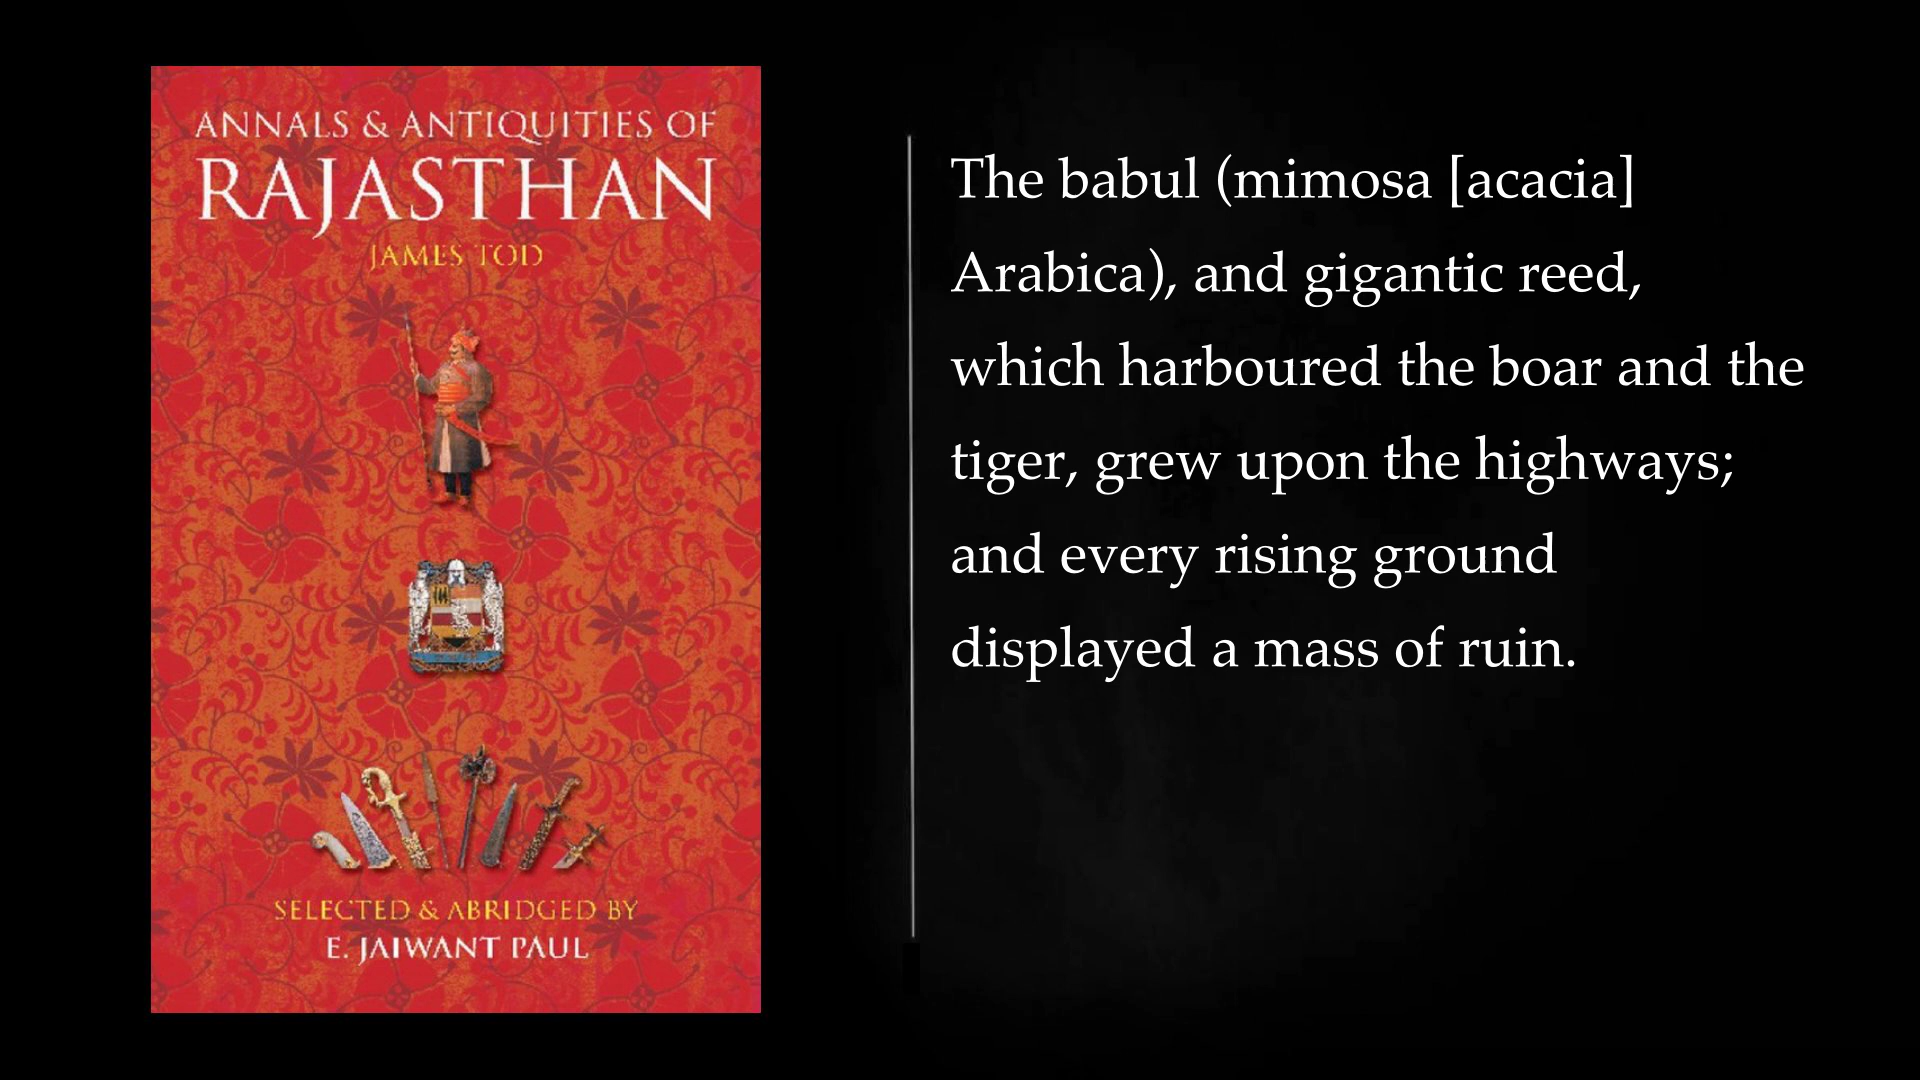 ANNALS & ANTIQUITIES OF
RAJASTHAN
JAMES TOD
SELECTED & ABRIDGED BY
E. JAIWANT PAUL
The babul (mimosa [acacia]
Arabica), and gigantic reed,
which harboured the boar and the
tiger, grew upon the highways;
and every rising ground
displayed a mass of ruin.